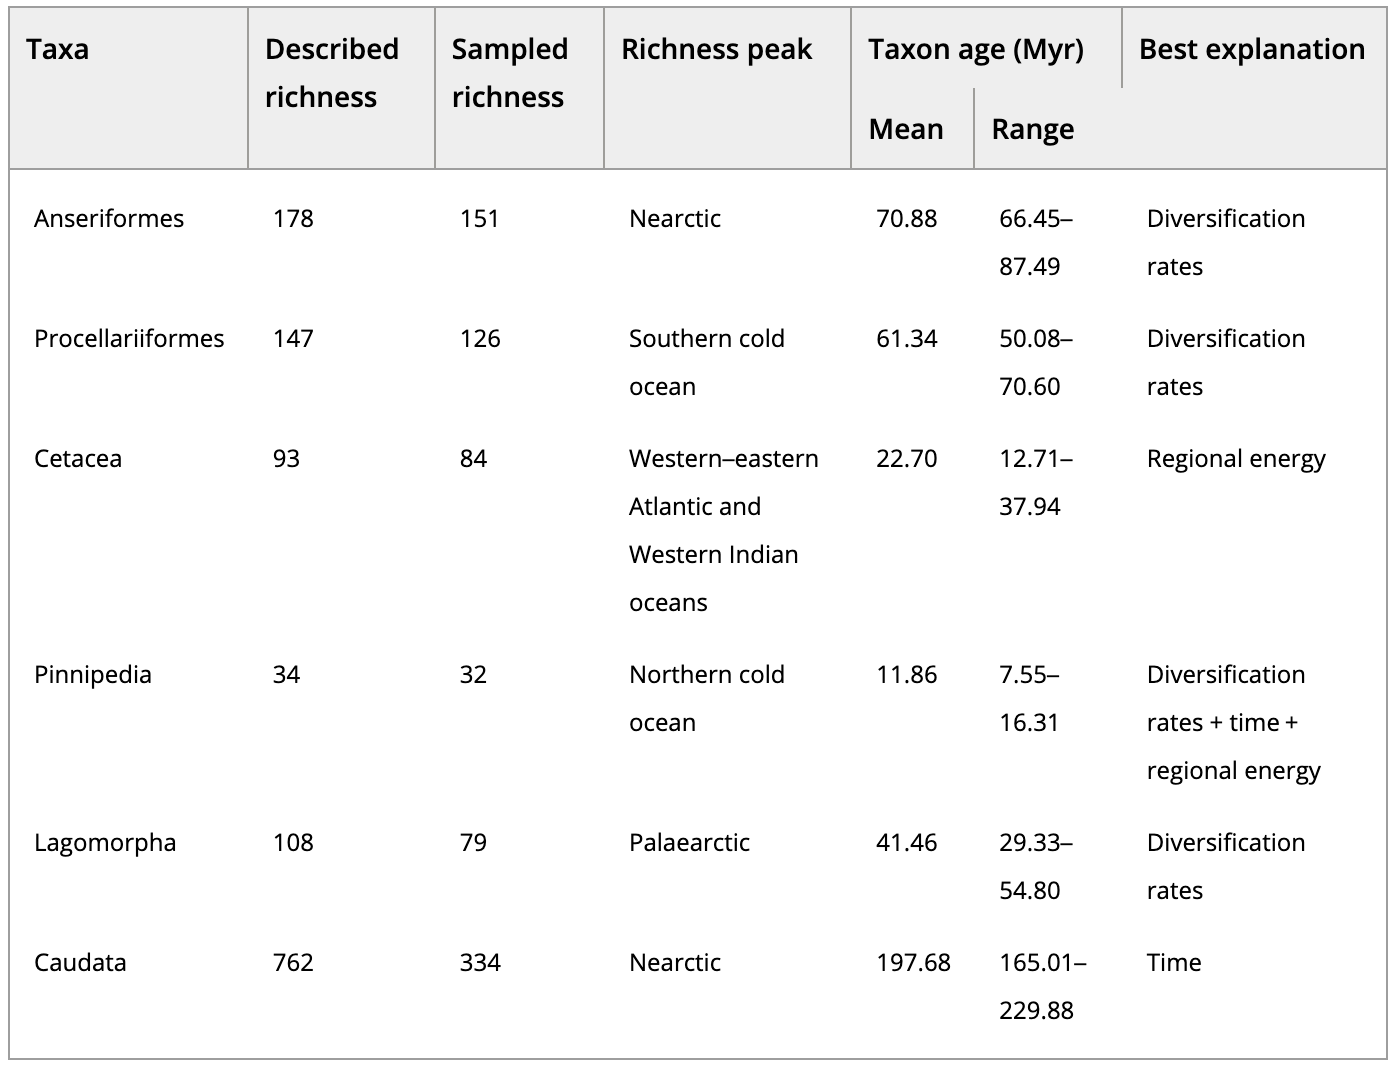 Taxa Described Sampled Richness peak Taxon age (Myr) Best explanation
richness richness
Mean Range
Anseriformes 178 151 Nearctic 70.88 66.45– Diversification
87.49 rates
Procellariiformes 147 126 Southern cold 61.34 50.08– Diversification
ocean 70.60 rates
Cetacea 93 84 Western–eastern 22.70 12.71– Regional energy
Atlantic and 37.94
Western Indian
oceans
Pinnipedia 34 32 Northern cold 11.86 7.55– Diversification
ocean 16.31 rates + time +
regional energy
Lagomorpha 108 79 Palaearctic 41.46 29.33– Diversification
54.80 rates
Caudata 762 334 Nearctic 197.68 165.01– Time
229.88